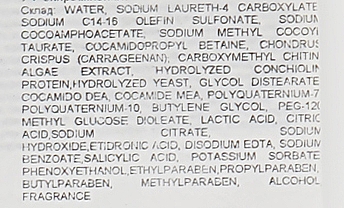 Склад: WATER, SODIUM LAURETH-4 CARBOXYLATE,
SODIUM C14-16 OLEFIN SULFONATE, SODIUM
COCOAMPHOACETATE, SODIUM METHYL COCOYL
TAURATE, COCAMIDOPROPYL BETAINE, CHONDRUS
CRISPUS (CARRAGEENAN), CARBOXYMETHYL CHITIN,
ALGAE EXTRACT, HYDROLYZED CONCHIOLIN
PROTEIN,HYDROLYZED YEAST, GLYCOL DISTEARATE,
COCAMIDO DEA, COCAMIDE MEA, POLYQUATERNIUM-7,
POLYQUATERNIUM-10, BUTYLENE GLYCOL, PEG-120
METHYL GLUCOSE DIOLEATE, LACTIC ACID, CITRIC
ACID,SODIUM CITRATE, SODIUM
HYDROXIDE,ETIDRONIC ACID, DISODIUM EDTA, SODIUM
BENZOATE,SALICYLIC ACID, POTASSIUM SORBATE,
PHENOXYETHANOL,ETHYLPARABEN,PROPYLPARABEN,
BUTYLPARABEN, METHYLPARABEN, ALCOHOL,
FRAGRANCE